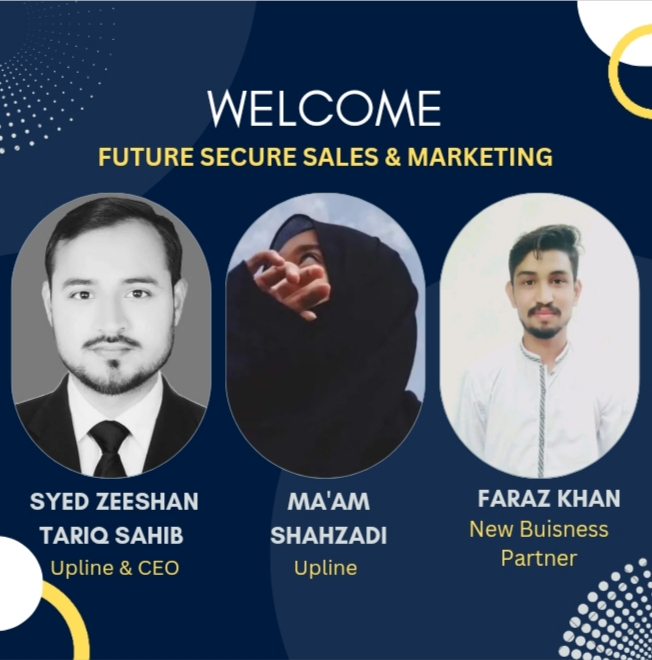 WELCOME
FUTURE SECURE SALES & MARKETING
SYED ZEESHAN
TARIQ SAHIB
Upline & CEO
MA'AM
SHAHZADI
Upline
FARAZ KHAN
New Buisness
Partner